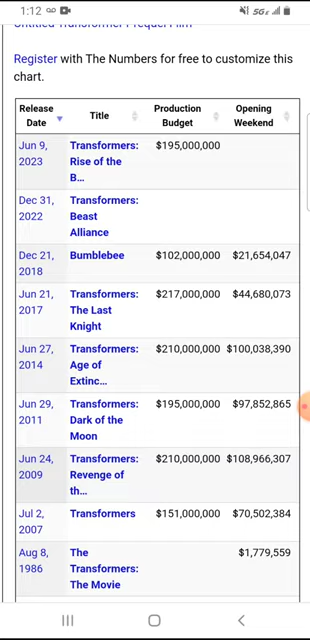 1:12
5G E
Untitled Transformer Prequel Film
Register with The Numbers for free to customize this
chart.
Release Date Title Production Budget Opening Weekend
Jun 9, 2023 Transformers: Rise of the B... $195,000,000
Dec 31, 2022 Transformers: Beast Alliance
Dec 21, 2018 Bumblebee $102,000,000 $21,654,047
Jun 21, 2017 Transformers: The Last Knight $217,000,000 $44,680,073
Jun 27, 2014 Transformers: Age of Extinc... $210,000,000 $100,038,390
Jun 29, 2011 Transformers: Dark of the Moon $195,000,000 $97,852,865
Jun 24, 2009 Transformers: Revenge of th... $210,000,000 $108,966,307
Jul 2, 2007 Transformers $151,000,000 $70,502,384
Aug 8, 1986 The Transformers: The Movie $1,779,559